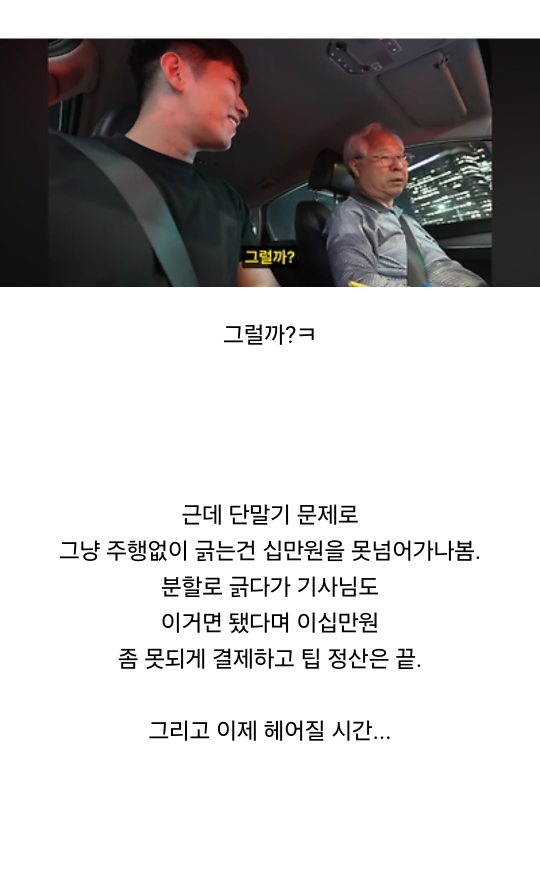 그럴까?
그럴까?ㅋ
근데 단말기 문제로
그냥 주행없이 긁는건 십만원을 못넘어가나봄.
분할로 긁다가 기사님도
이거면 됐다며 이십만원
좀 못되게 결제하고 팁 정산은 끝.
그리고 이제 헤어질 시간...